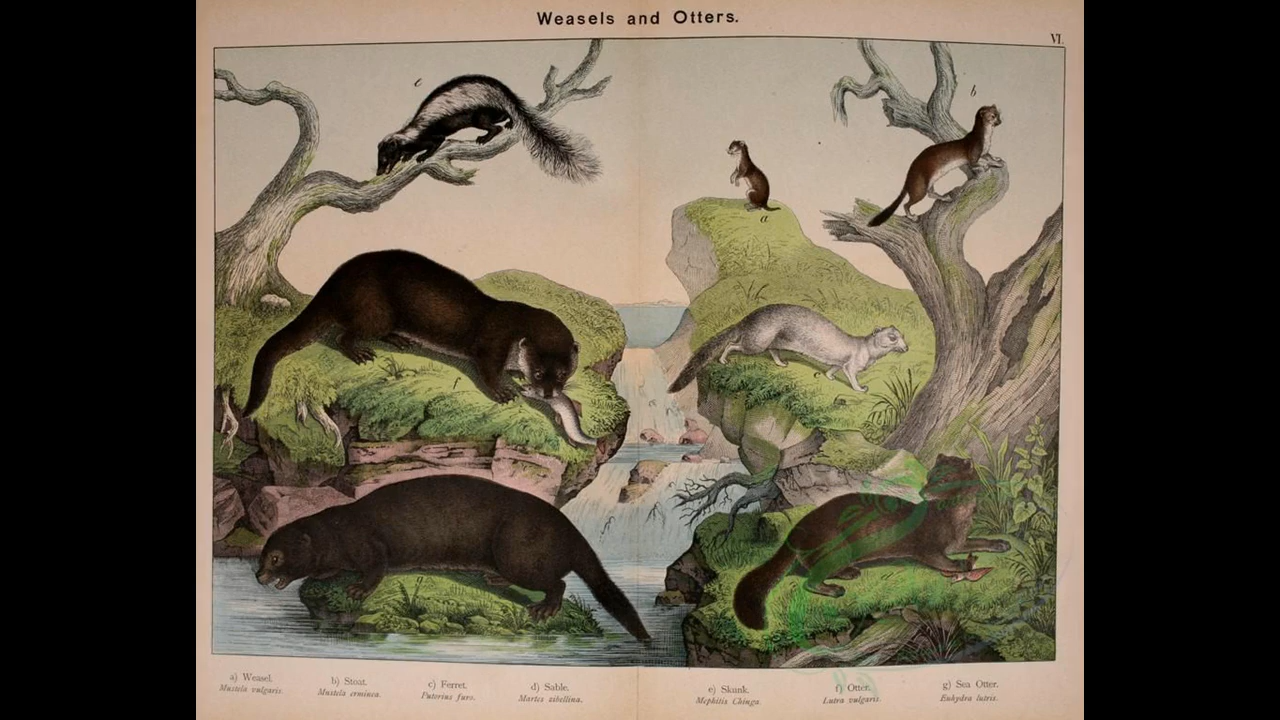 Weasels and Otters.
VI.
e
b
a
c
f
g
d
a) Weasel.
Mustela vulgaris.
b) Stoat.
Mustela erminea.
c) Ferret.
Putorius furo.
d) Sable.
Martes zibellina.
e) Skunk.
Mephitis Chinga.
f) Otter.
Lutra vulgaris.
g) Sea Otter.
Enhydra lutris.